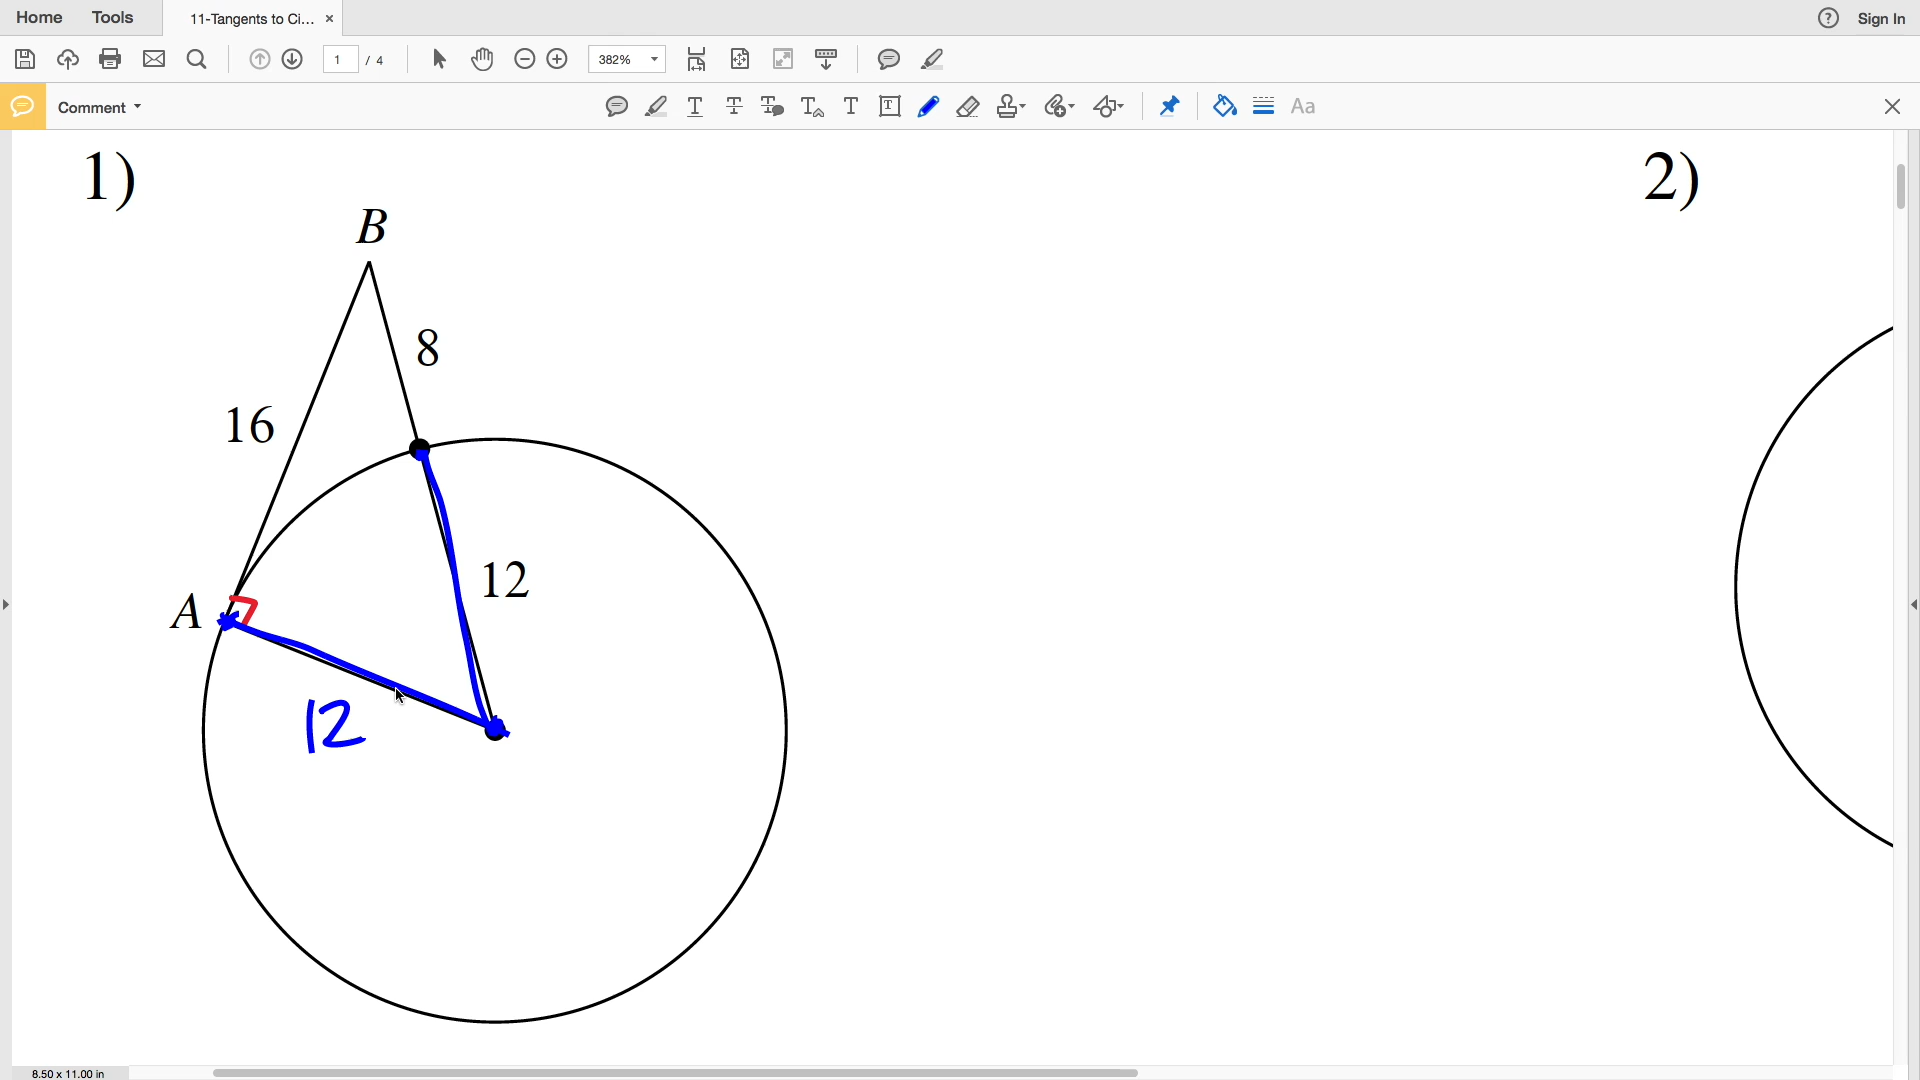 Home Tools 11-Tangents to Ci... × ? Sign In
1 / 4 382%
Comment T T T T T T Aa
1) 2)
B
8
16
12
A
12
8.50 x 11.00 in